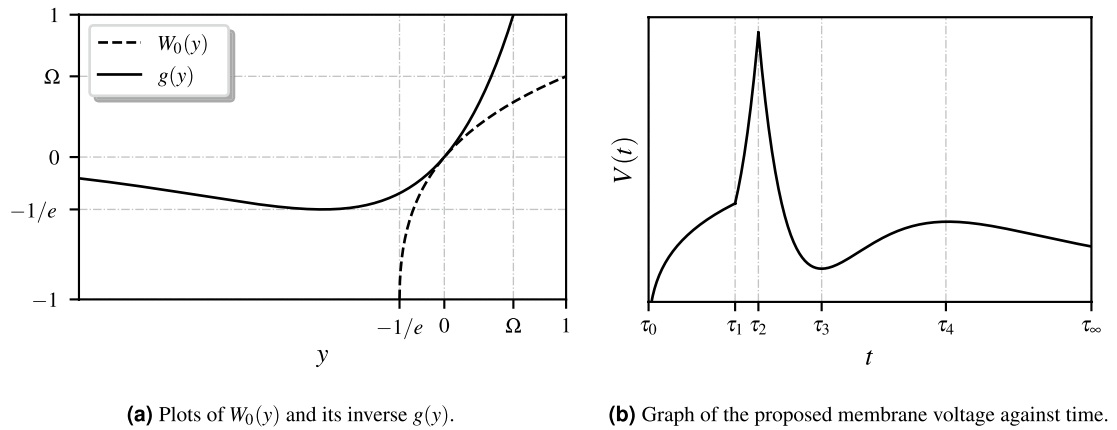 1
Ω
0
−1/e
−1
W₀(y)
g(y)
−1/e 0 Ω 1
y
(a) Plots of W₀(y) and its inverse g(y).
V(t)
τ₀ τ₁ τ₂ τ₃ τ₄ τ∞
t
(b) Graph of the proposed membrane voltage against time.